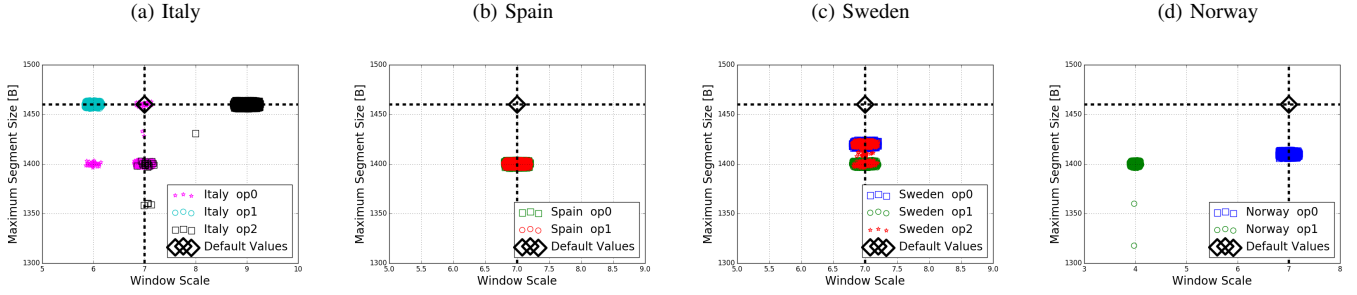 (a) Italy
(b) Spain
(c) Sweden
(d) Norway
Maximum Segment Size [B]
1500
1450
1400
1350
1300
Italy op0
Italy op1
Italy op2
Default Values
5 6 7 8 9 10
Window Scale
Maximum Segment Size [B]
1500
1450
1400
1350
1300
Spain op0
Spain op1
Default Values
5.0 5.5 6.0 6.5 7.0 7.5 8.0 8.5 9.0
Window Scale
Maximum Segment Size [B]
1500
1450
1400
1350
1300
Sweden op0
Sweden op1
Sweden op2
Default Values
5.0 5.5 6.0 6.5 7.0 7.5 8.0 8.5 9.0
Window Scale
Maximum Segment Size [B]
1500
1450
1400
1350
1300
Norway op0
Norway op1
Default Values
3 4 5 6 7 8
Window Scale